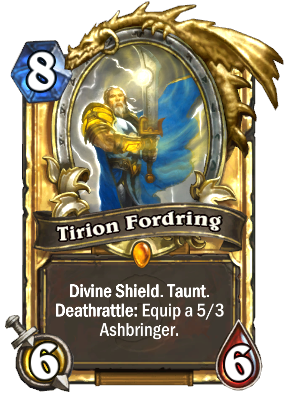 8
Tirion Fordring
Divine Shield. Taunt.
Deathrattle: Equip a 5/3
Ashbringer.
6
6